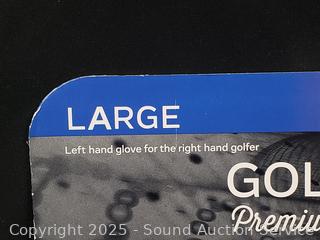 LARGE
Left hand glove for the right hand golfer
GOL
Premiu
Copyright 2025 - Sound Auction Service